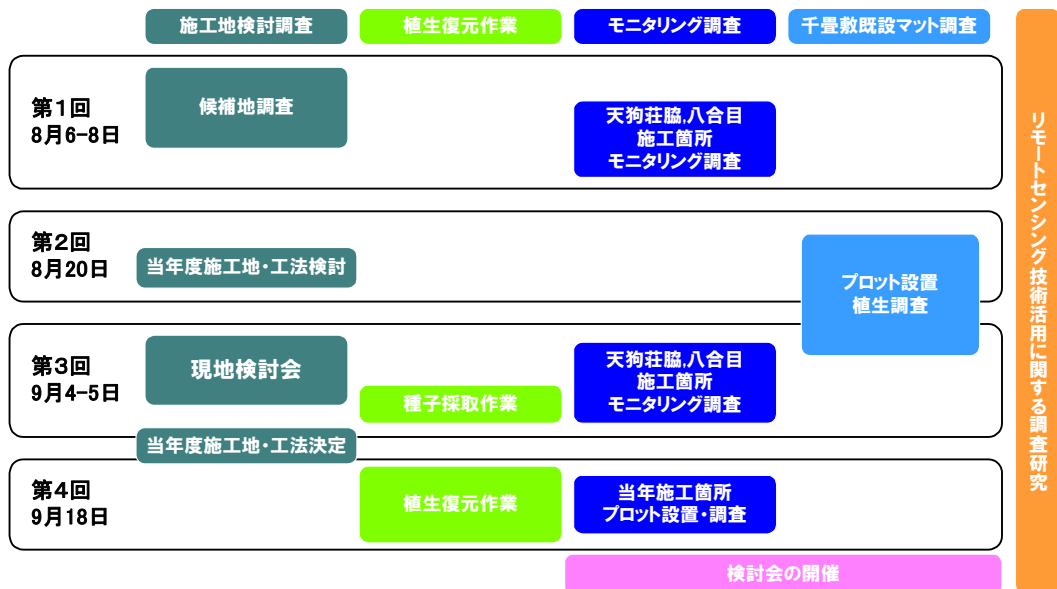 施工地検討調査
植生復元作業
モニタリング調査
千畳敷既設マット調査
第1回
8月6-8日
候補地調査
天狗荘脇,八合目
施工箇所
モニタリング調査
第2回
8月20日
当年度施工地・工法検討
プロット設置
植生調査
第3回
9月4-5日
現地検討会
種子採取作業
天狗荘脇,八合目
施工箇所
モニタリング調査
当年度施工地・工法決定
第4回
9月18日
植生復元作業
当年施工箇所
プロット設置・調査
検討会の開催
リモートセンシング技術活用に関する調査研究